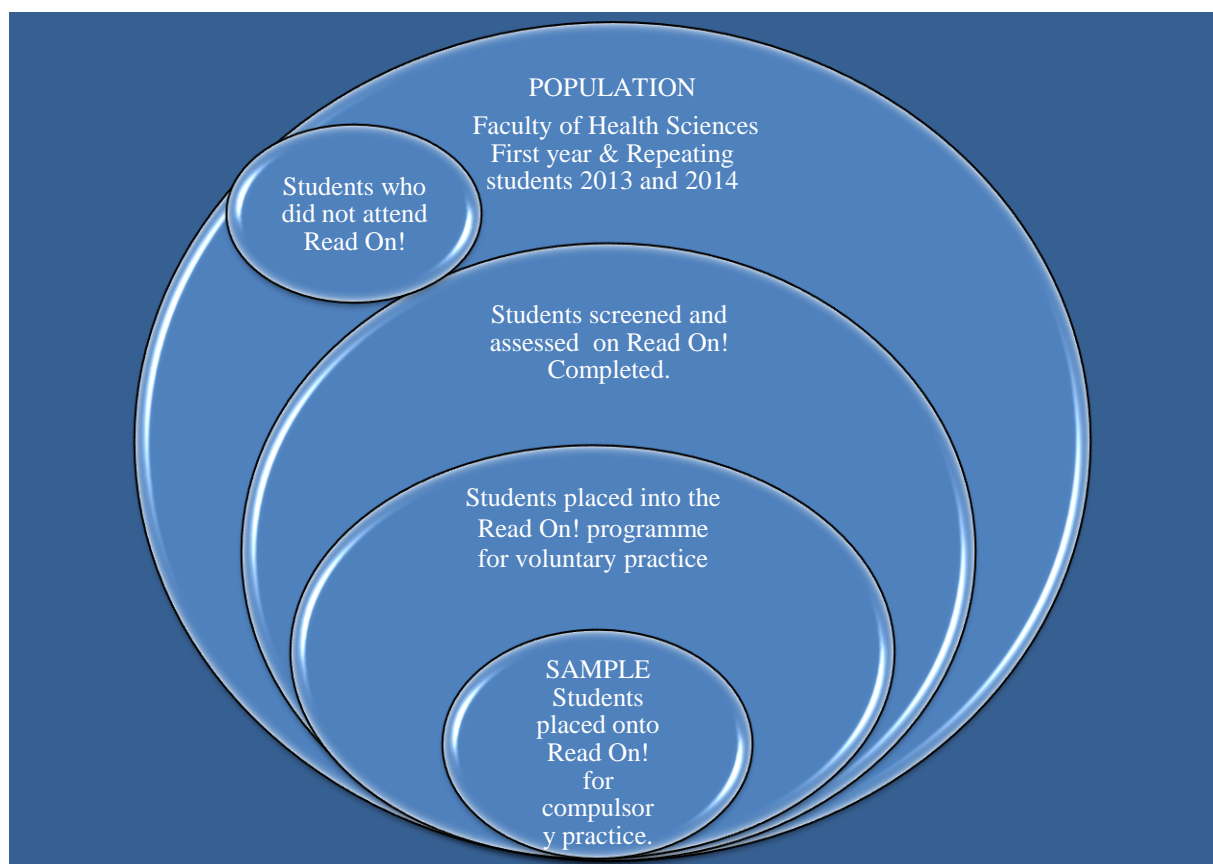 POPULATION
Faculty of Health Sciences
First year & Repeating
students 2013 and 2014
Students who
did not attend
Read On!
Students screened and
assessed on Read On!
Completed.
Students placed into the
Read On! programme
for voluntary practice
SAMPLE
Students
placed onto
Read On!
for
compulsor
y practice.